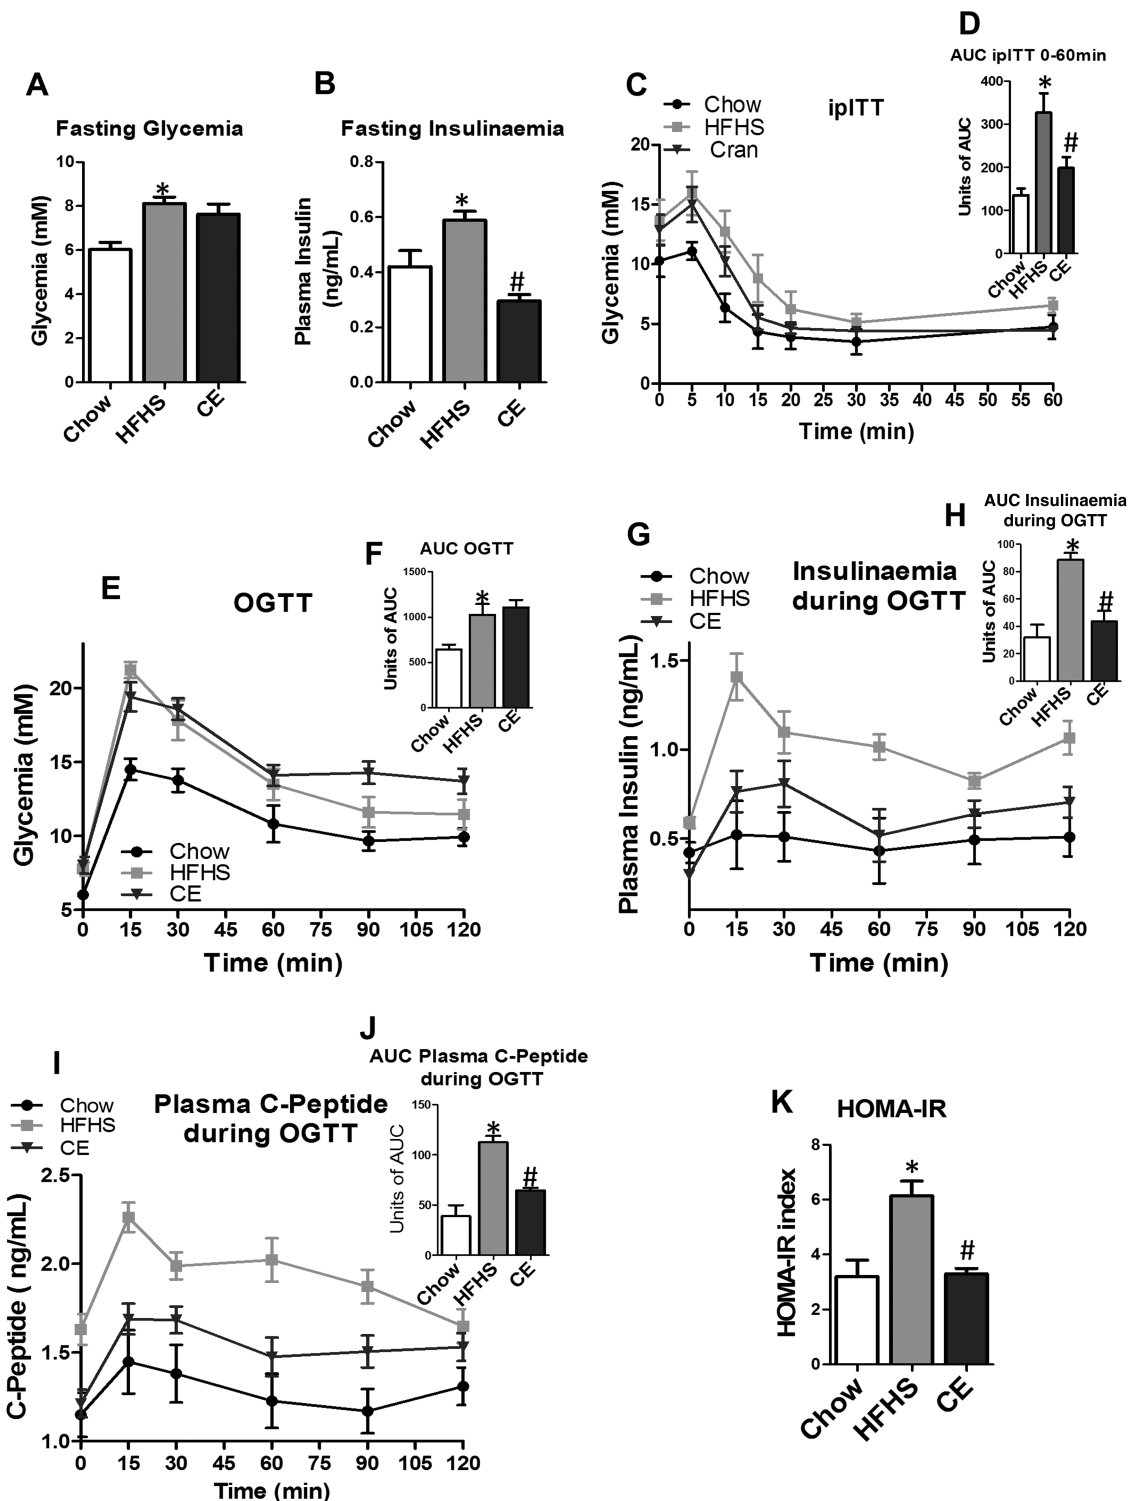 A
Fasting Glycemia
Glycemia (mM)
10
8
6
4
2
0
*
Chow
HFHS
CE
B
Fasting Insulinaemia
Plasma Insulin
(ng/mL)
0.8
0.6
0.4
0.2
0.0
*
#
Chow
HFHS
CE
C
Chow
HFHS
Cran
ipITT
Glycemia (mM)
20
15
10
5
0
0 5 10 15 20 25 30 35 40 45 50 55 60
Time (min)
D
AUC ipITT 0-60min
Units of AUC
400
300
200
100
0
*
#
Chow
HFHS
CE
E
OGTT
Glycemia (mM)
20
15
10
5
Chow
HFHS
CE
0 15 30 45 60 75 90 105 120
Time (min)
F
AUC OGTT
Units of AUC
1500
1000
500
0
*
Chow
HFHS
CE
G
Chow
HFHS
CE
Insulinaemia
during OGTT
Plasma Insulin (ng/mL)
1.5
1.0
0.5
0 15 30 45 60 75 90 105 120
Time (min)
H
AUC Insulinaemia
during OGTT
Units of AUC
100
80
60
40
20
0
*
#
Chow
HFHS
CE
I
Chow
HFHS
CE
Plasma C-Peptide
during OGTT
C-Peptide ( ng/mL)
2.5
2.0
1.5
1.0
0 15 30 45 60 75 90 105 120
Time (min)
J
AUC Plasma C-Peptide
during OGTT
Units of AUC
150
100
50
0
*
#
Chow
HFHS
CE
K
HOMA-IR
HOMA-IR index
8
6
4
2
0
*
#
Chow
HFHS
CE